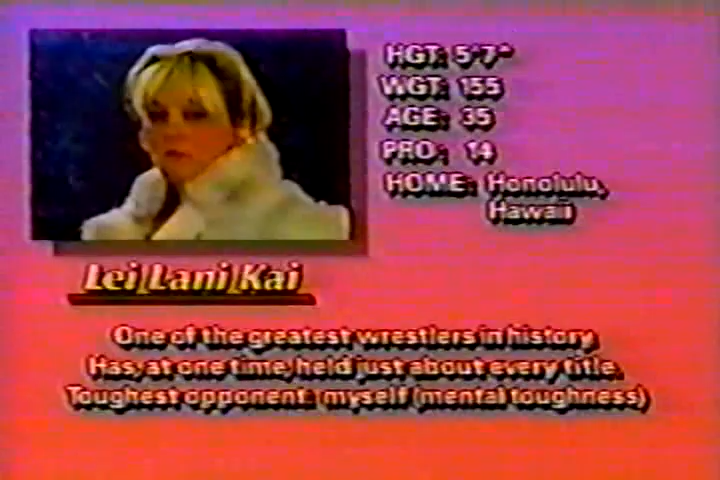 HGT: 5'7"
WGT: 155
AGE: 35
PRO: 14
HOME: Honolulu,
Hawaii
Lei Lani Kai
One of the greatest wrestlers in history.
Has, at one time, held just about every title.
Toughest opponent: myself (mental toughness)